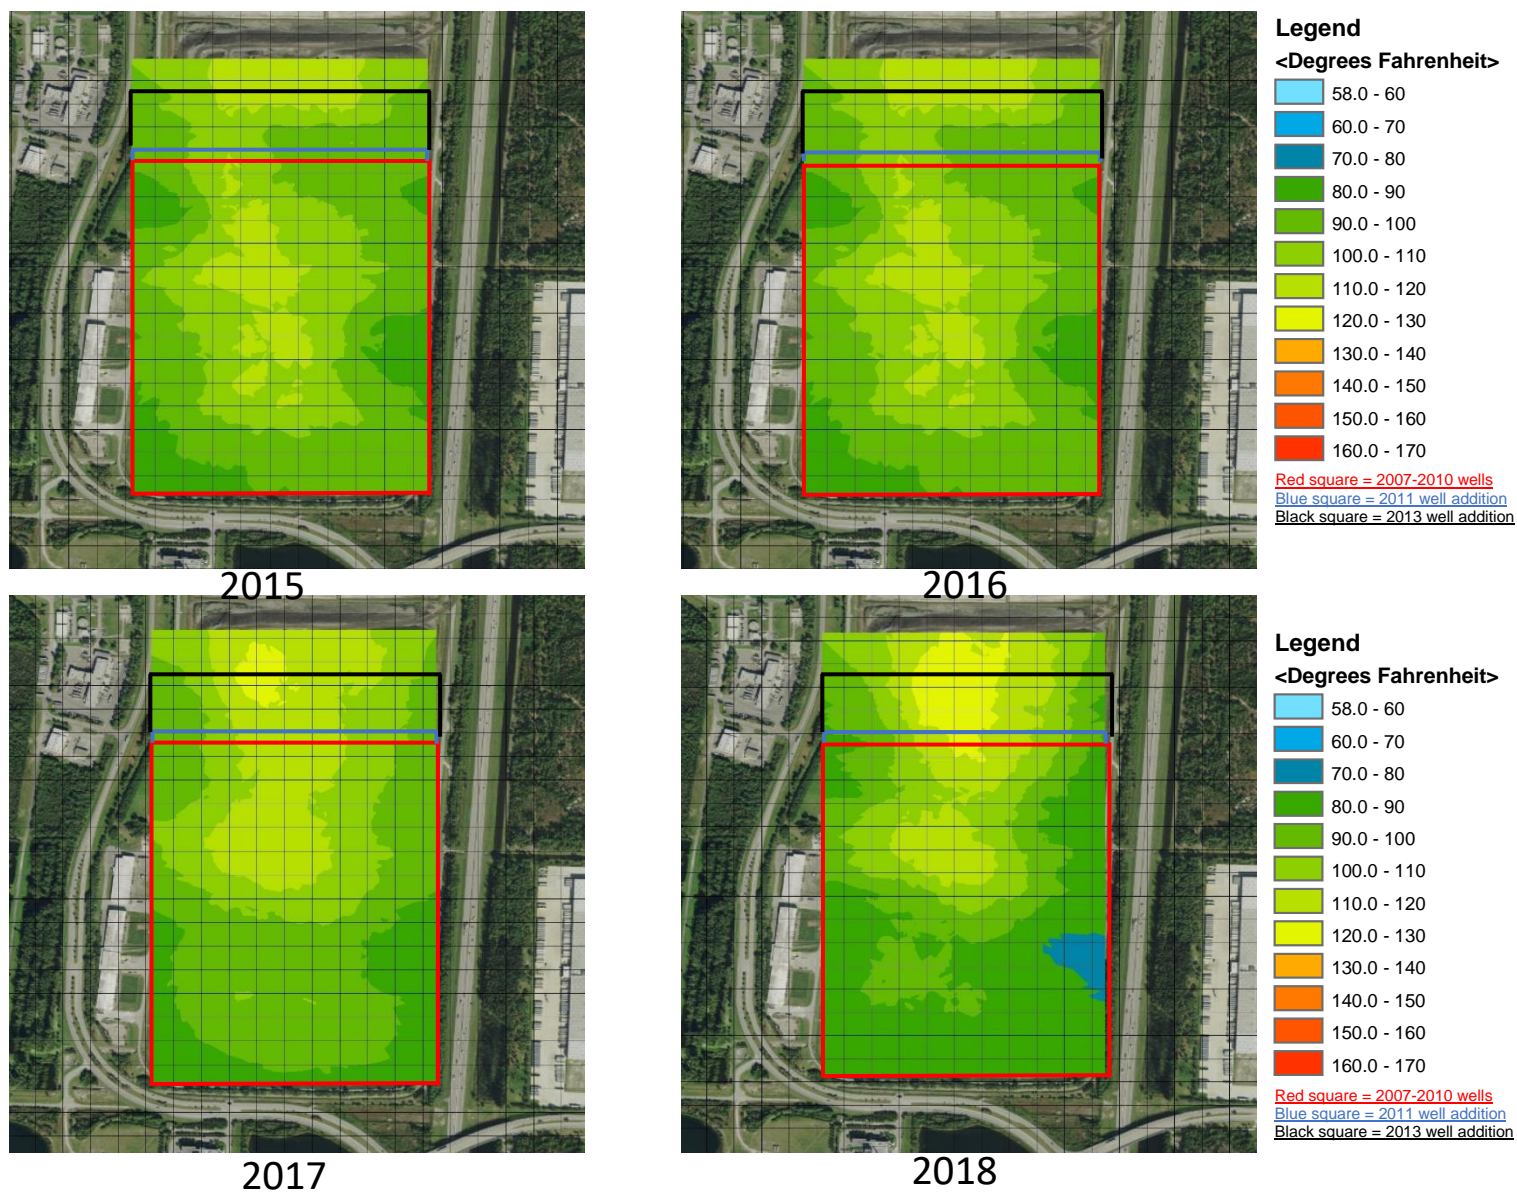 Legend
<Degrees Fahrenheit>
58.0 - 60
60.0 - 70
70.0 - 80
80.0 - 90
90.0 - 100
100.0 - 110
110.0 - 120
120.0 - 130
130.0 - 140
140.0 - 150
150.0 - 160
160.0 - 170
Red square = 2007-2010 wells
Blue square = 2011 well addition
Black square = 2013 well addition
2015
2016
Legend
<Degrees Fahrenheit>
58.0 - 60
60.0 - 70
70.0 - 80
80.0 - 90
90.0 - 100
100.0 - 110
110.0 - 120
120.0 - 130
130.0 - 140
140.0 - 150
150.0 - 160
160.0 - 170
Red square = 2007-2010 wells
Blue square = 2011 well addition
Black square = 2013 well addition
2017
2018